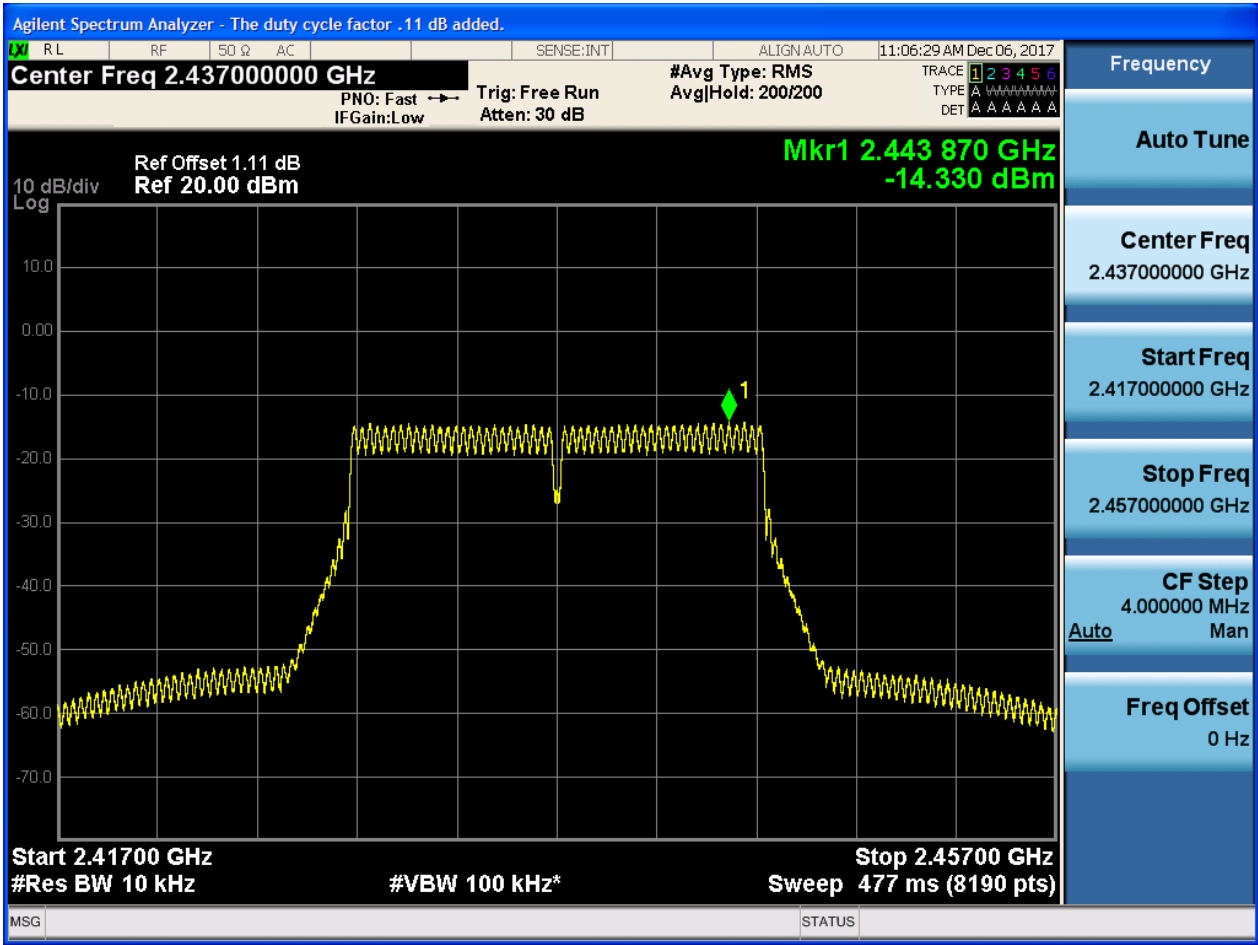 Agilent Spectrum Analyzer - The duty cycle factor .11 dB added.
LXI RL RF 50 Ω AC SENSE:INT ALIGN AUTO 11:06:29 AM Dec 06, 2017
Center Freq 2.437000000 GHz
PNO: Fast
IFGain:Low
Trig: Free Run
Atten: 30 dB
#Avg Type: RMS
Avg|Hold: 200/200
TRACE 1 2 3 4 5 6
TYPE A
DET A A A A A A
Mkr1 2.443 870 GHz
-14.330 dBm
Ref Offset 1.11 dB
10 dB/div Ref 20.00 dBm
Log
10.0
0.00
1
-10.0
-20.0
-30.0
-40.0
-50.0
-60.0
-70.0
Start 2.41700 GHz Stop 2.45700 GHz
#Res BW 10 kHz #VBW 100 kHz* Sweep 477 ms (8190 pts)
MSG STATUS
Frequency
Auto Tune
Center Freq
2.437000000 GHz
Start Freq
2.417000000 GHz
Stop Freq
2.457000000 GHz
CF Step
4.000000 MHz
Auto Man
Freq Offset
0 Hz